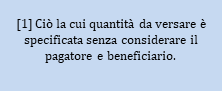 [1] Ciò la cui quantità da versare è
specificata senza considerare il
pagatore e beneficiario.